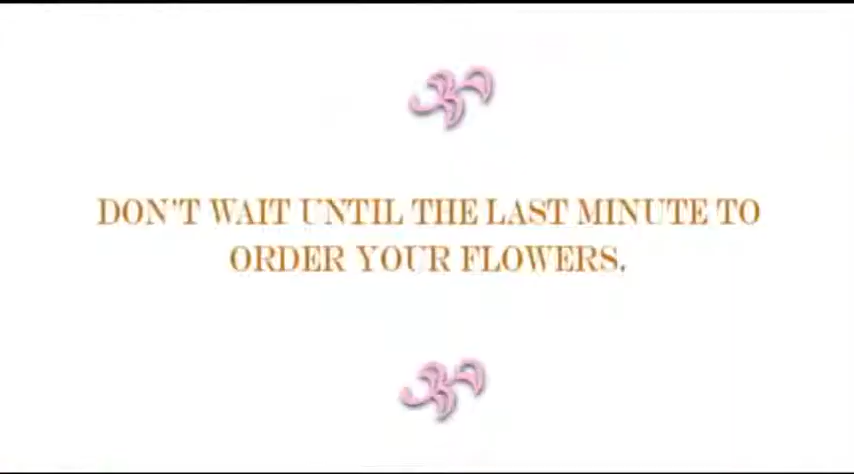 DON'T WAIT UNTIL THE LAST MINUTE TO
ORDER YOUR FLOWERS.